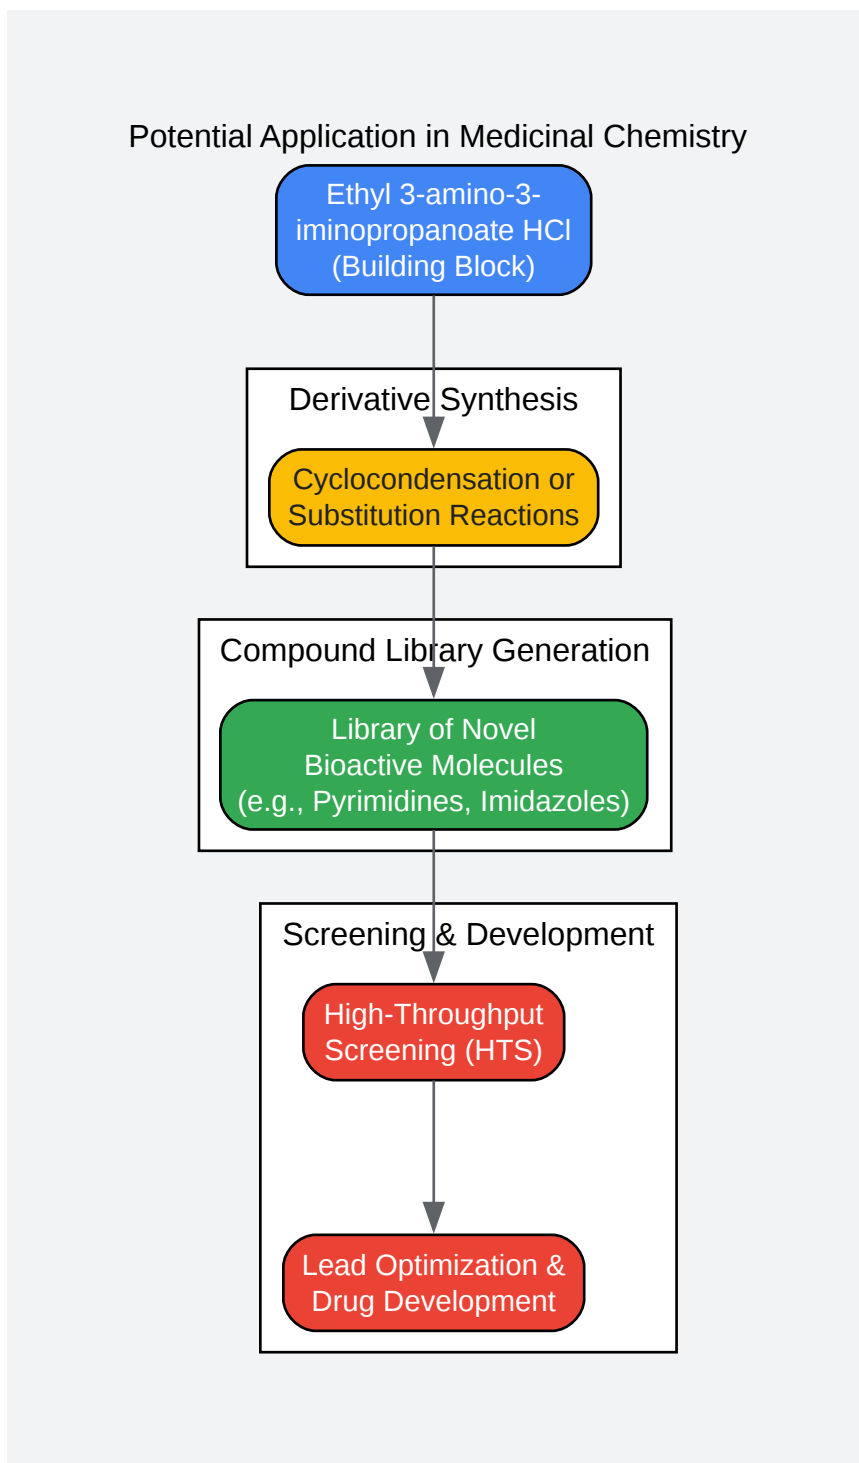 Potential Application in Medicinal Chemistry
Ethyl 3-amino-3-
iminopropanoate HCl
(Building Block)
Derivative Synthesis
Cyclocondensation or
Substitution Reactions
Compound Library Generation
Library of Novel
Bioactive Molecules
(e.g., Pyrimidines, Imidazoles)
Screening & Development
High-Throughput
Screening (HTS)
Lead Optimization &
Drug Development